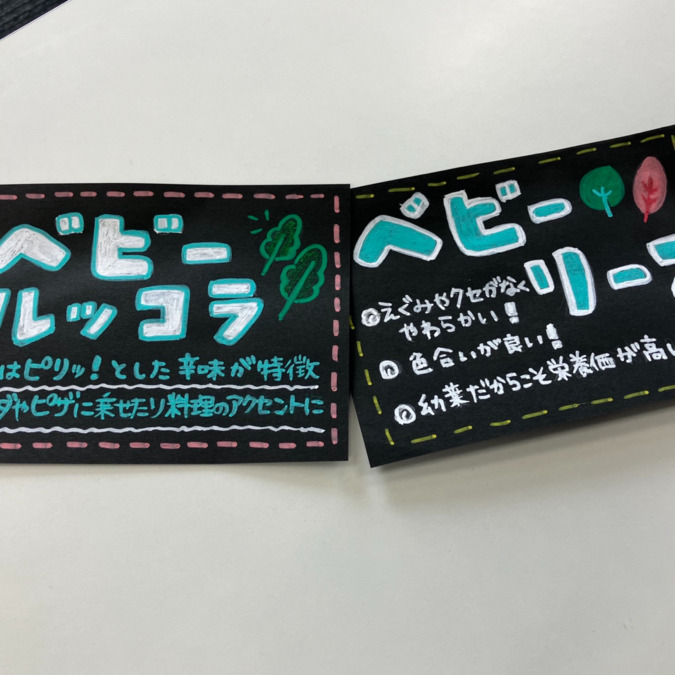 ベビー
ルッコラ
はピリッ！とした辛味が特徴
ダやピザに乗せたり料理のアクセントに
ベビー
リーフ
◎えぐみやクセがなく
やわらかい！
◎色合いが良い！
◎幼葉だからこそ栄養価が高い